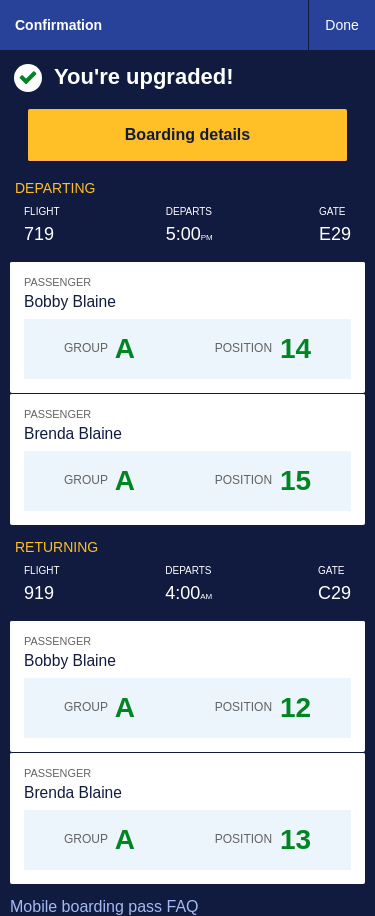 Confirmation
Done
You're upgraded!
Boarding details
DEPARTING
FLIGHT DEPARTS GATE
719 5:00PM E29
PASSENGER
Bobby Blaine
GROUP A POSITION 14
PASSENGER
Brenda Blaine
GROUP A POSITION 15
RETURNING
FLIGHT DEPARTS GATE
919 4:00AM C29
PASSENGER
Bobby Blaine
GROUP A POSITION 12
PASSENGER
Brenda Blaine
GROUP A POSITION 13
Mobile boarding pass FAQ